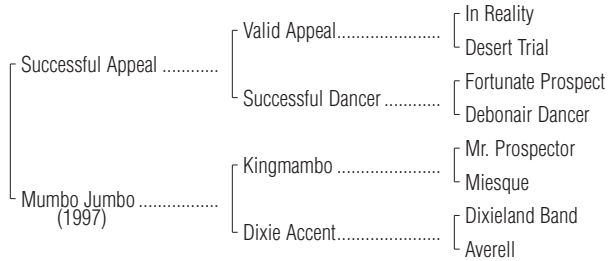 In Reality
Valid Appeal.......................
Desert Trial
Successful Appeal ............
Fortunate Prospect
Successful Dancer ............
Debonair Dancer
Mr. Prospector
Kingmambo .......................
Miesque
Mumbo Jumbo .................
(1997)
Dixieland Band
Dixie Accent.......................
Averell